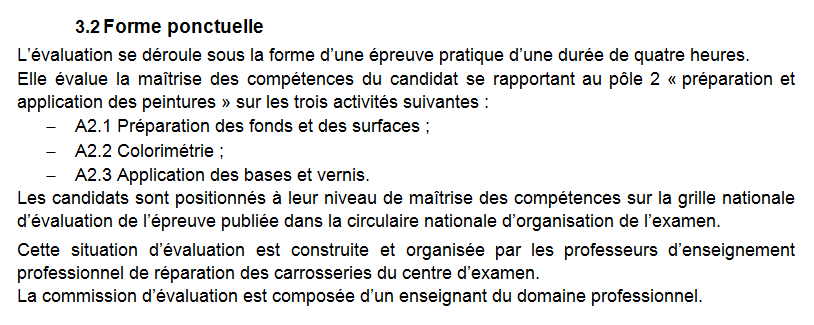 3.2 Forme ponctuelle
L’évaluation se déroule sous la forme d’une épreuve pratique d’une durée de quatre heures.
Elle évalue la maîtrise des compétences du candidat se rapportant au pôle 2 « préparation et
application des peintures » sur les trois activités suivantes :
– A2.1 Préparation des fonds et des surfaces ;
– A2.2 Colorimétrie ;
– A2.3 Application des bases et vernis.
Les candidats sont positionnés à leur niveau de maîtrise des compétences sur la grille nationale
d’évaluation de l’épreuve publiée dans la circulaire nationale d’organisation de l’examen.
Cette situation d’évaluation est construite et organisée par les professeurs d’enseignement
professionnel de réparation des carrosseries du centre d’examen.
La commission d’évaluation est composée d’un enseignant du domaine professionnel.